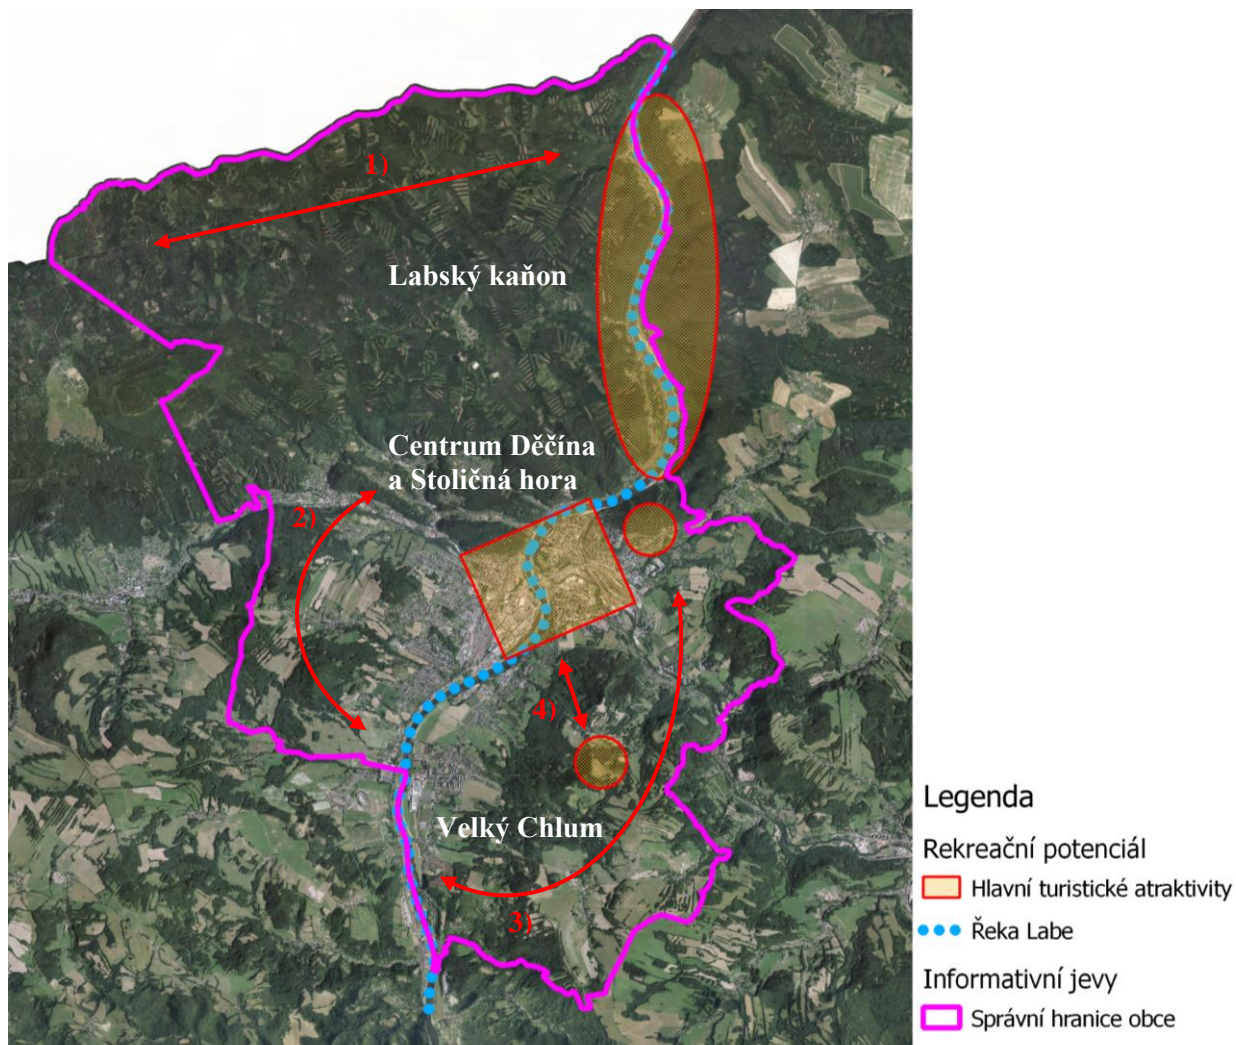 1)
Labský kaňon
Centrum Děčína
a Stoličná hora
2)
4)
Velký Chlum
3)
Legenda
Rekreační potenciál
Hlavní turistické atraktivity
Řeka Labe
Informativní jevy
Správní hranice obce